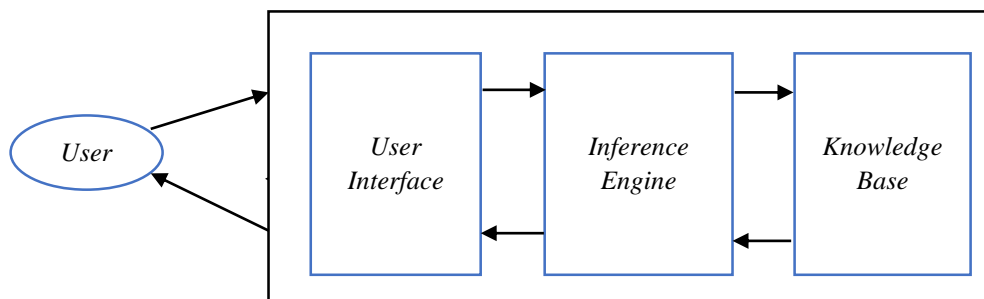 User
User
Interface
Inference
Engine
Knowledge
Base